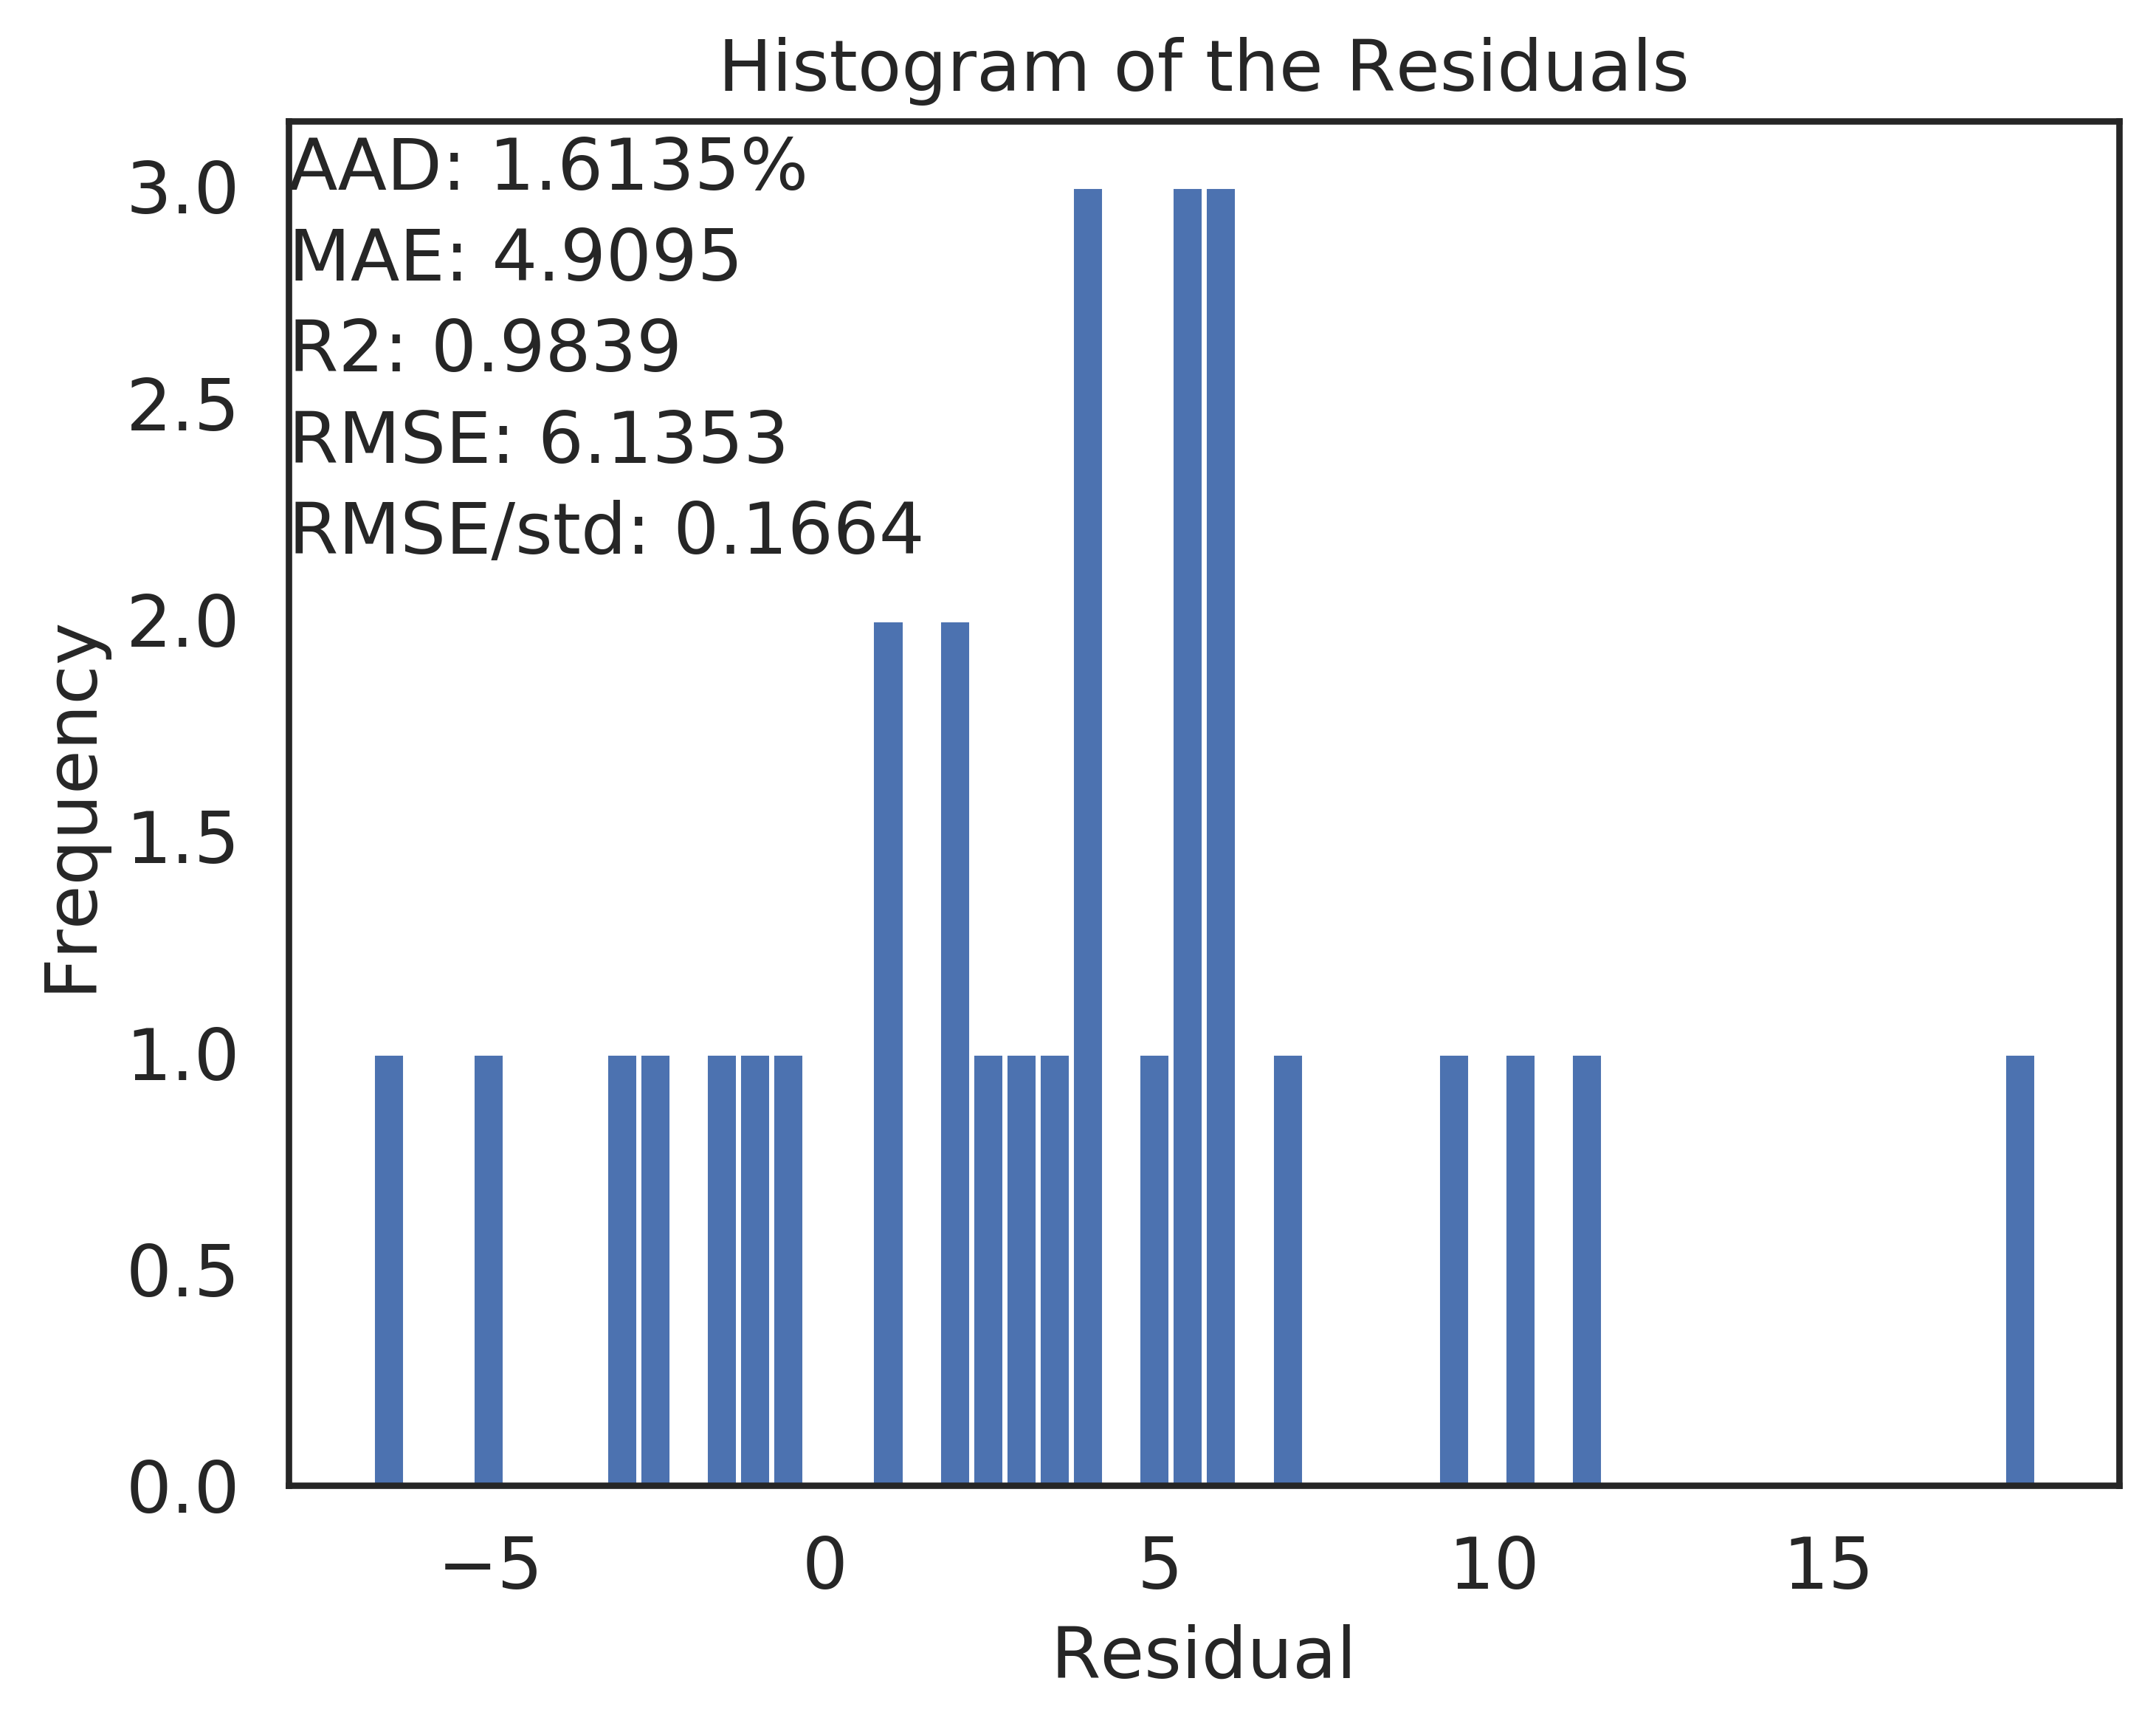 Histogram of the Residuals
AAD: 1.6135%
MAE: 4.9095
R2: 0.9839
RMSE: 6.1353
RMSE/std: 0.1664
Frequency
3.0
2.5
2.0
1.5
1.0
0.5
0.0
−5 0 5 10 15
Residual